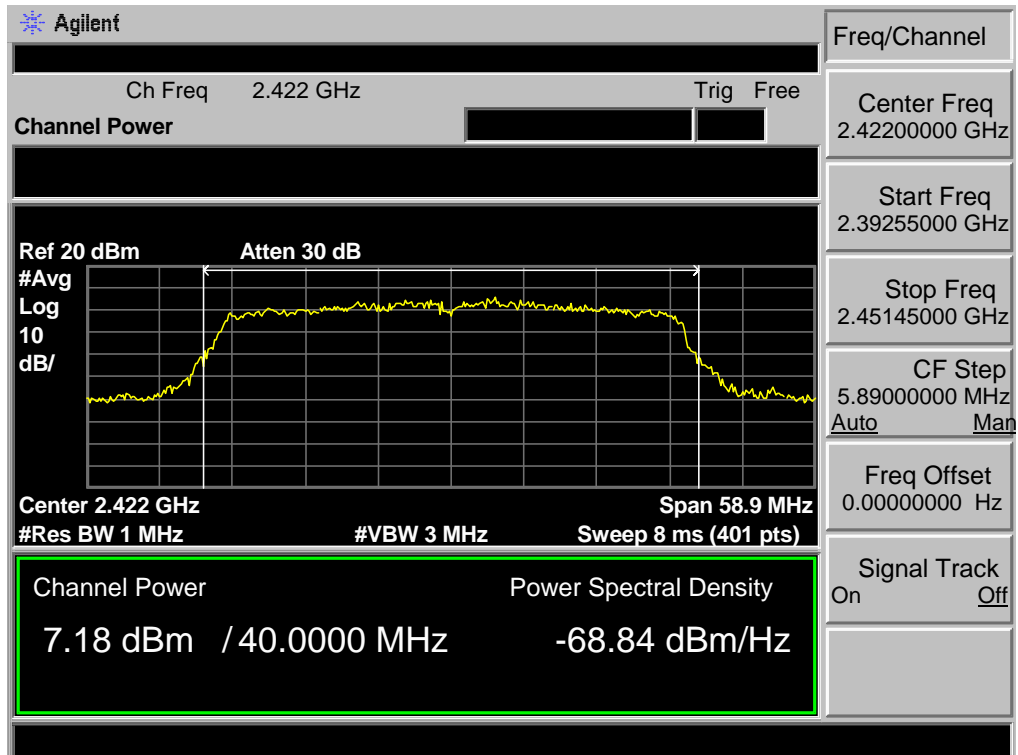 Agilent
Freq/Channel
Ch Freq 2.422 GHz Trig Free
Channel Power
Center Freq
2.42200000 GHz
Start Freq
2.39255000 GHz
Ref 20 dBm Atten 30 dB
#Avg
Log
10
dB/
Stop Freq
2.45145000 GHz
CF Step
5.89000000 MHz
Auto Man
Freq Offset
0.00000000 Hz
Center 2.422 GHz Span 58.9 MHz
#Res BW 1 MHz #VBW 3 MHz Sweep 8 ms (401 pts)
Signal Track
On Off
Channel Power Power Spectral Density
7.18 dBm / 40.0000 MHz -68.84 dBm/Hz